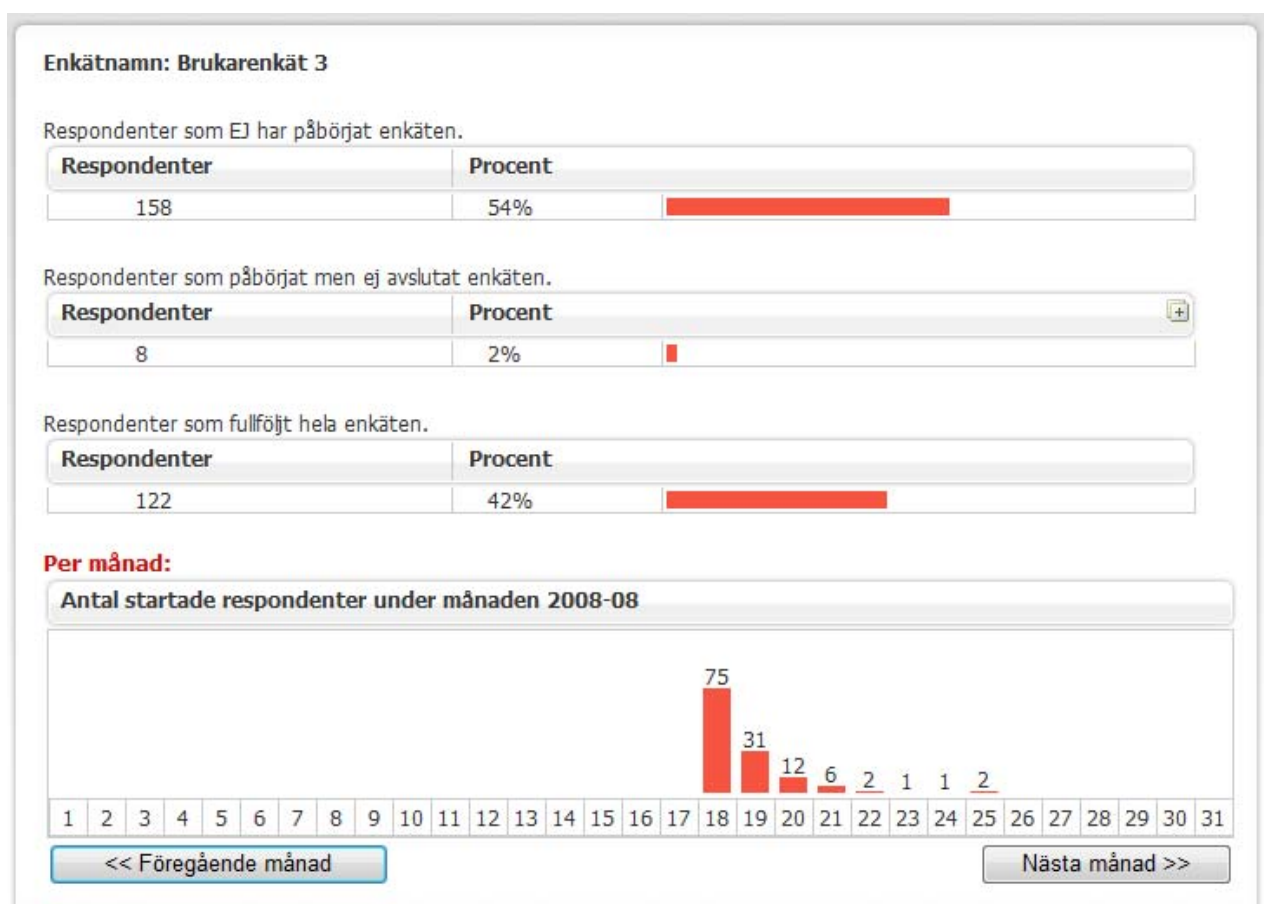 Enkätnamn: Brukarenkät 3
Respondenter som EJ har påbörjat enkäten.
Respondenter Procent
158 54%
Respondenter som påbörjat men ej avslutat enkäten.
Respondenter Procent
8 2%
Respondenter som fullföljt hela enkäten.
Respondenter Procent
122 42%
Per månad:
Antal startade respondenter under månaden 2008-08
75
31
12
6 2 1 1 2
1 2 3 4 5 6 7 8 9 10 11 12 13 14 15 16 17 18 19 20 21 22 23 24 25 26 27 28 29 30 31
<< Föregående månad Nästa månad >>